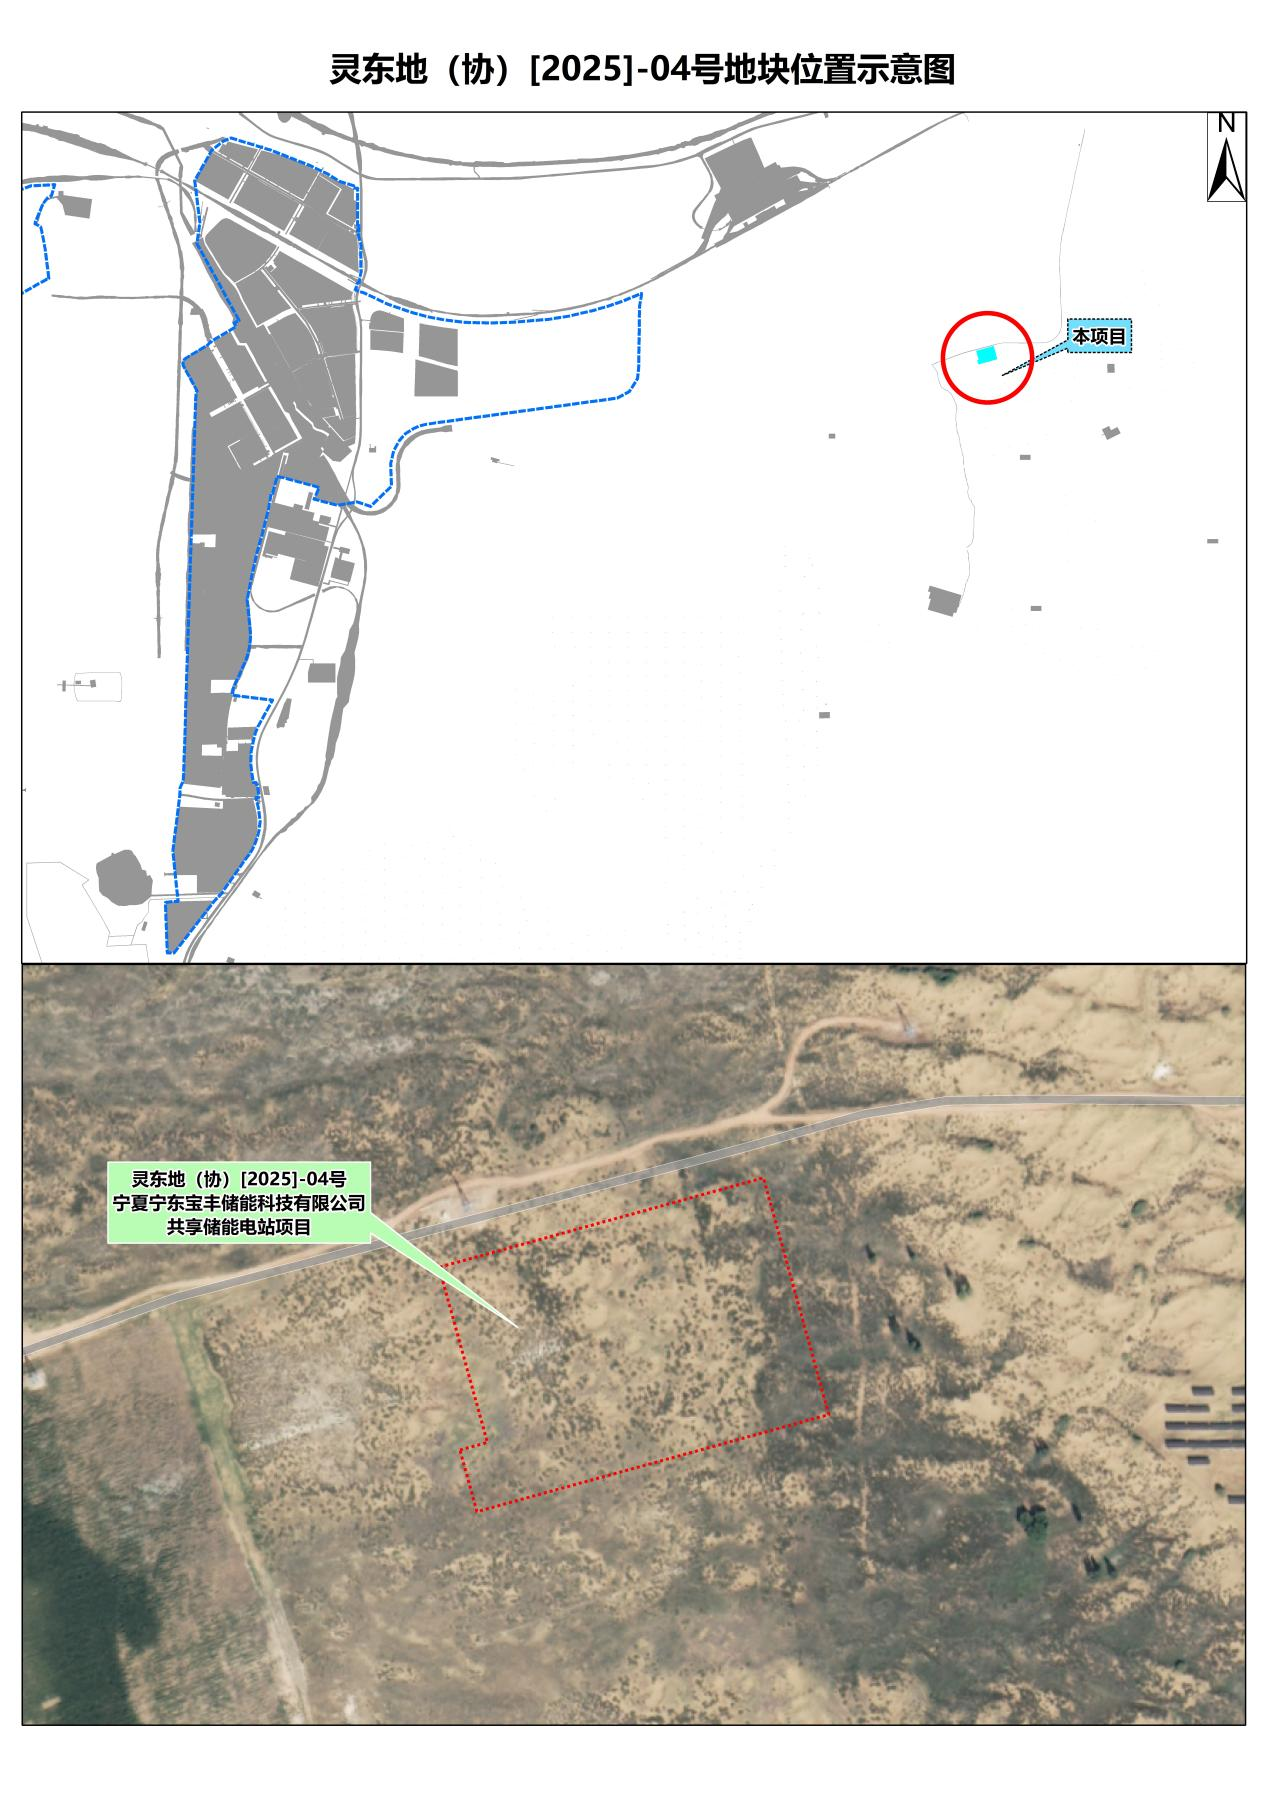 灵东地（协）[2025]-04号地块位置示意图
N
本项目
灵东地（协）[2025]-04号
宁夏宁东宝丰储能科技有限公司
共享储能电站项目